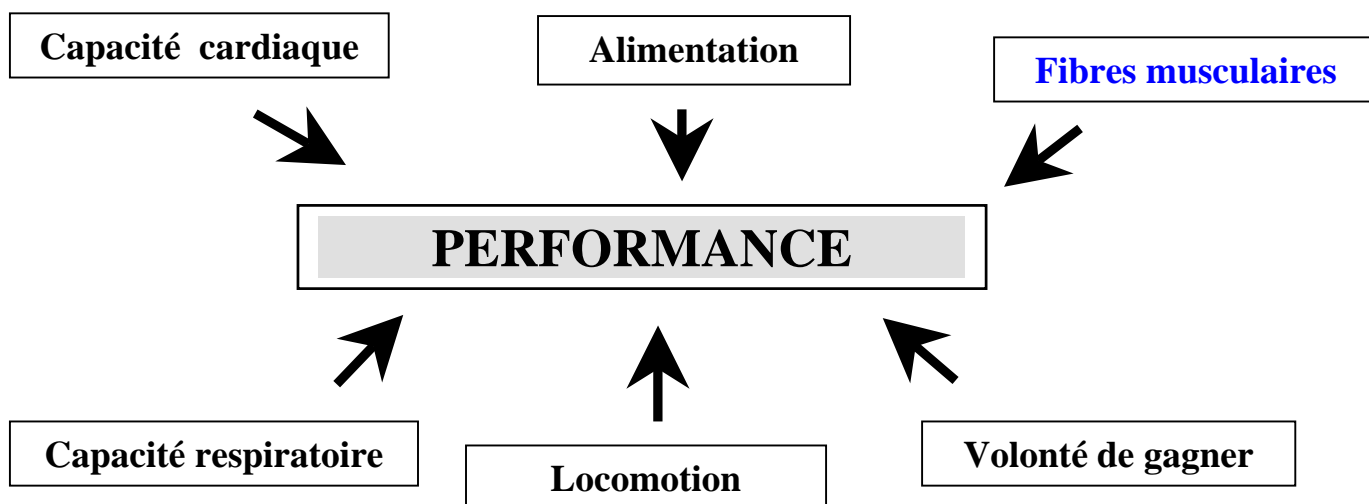 Capacité cardiaque
Alimentation
Fibres musculaires
PERFORMANCE
Capacité respiratoire
Locomotion
Volonté de gagner